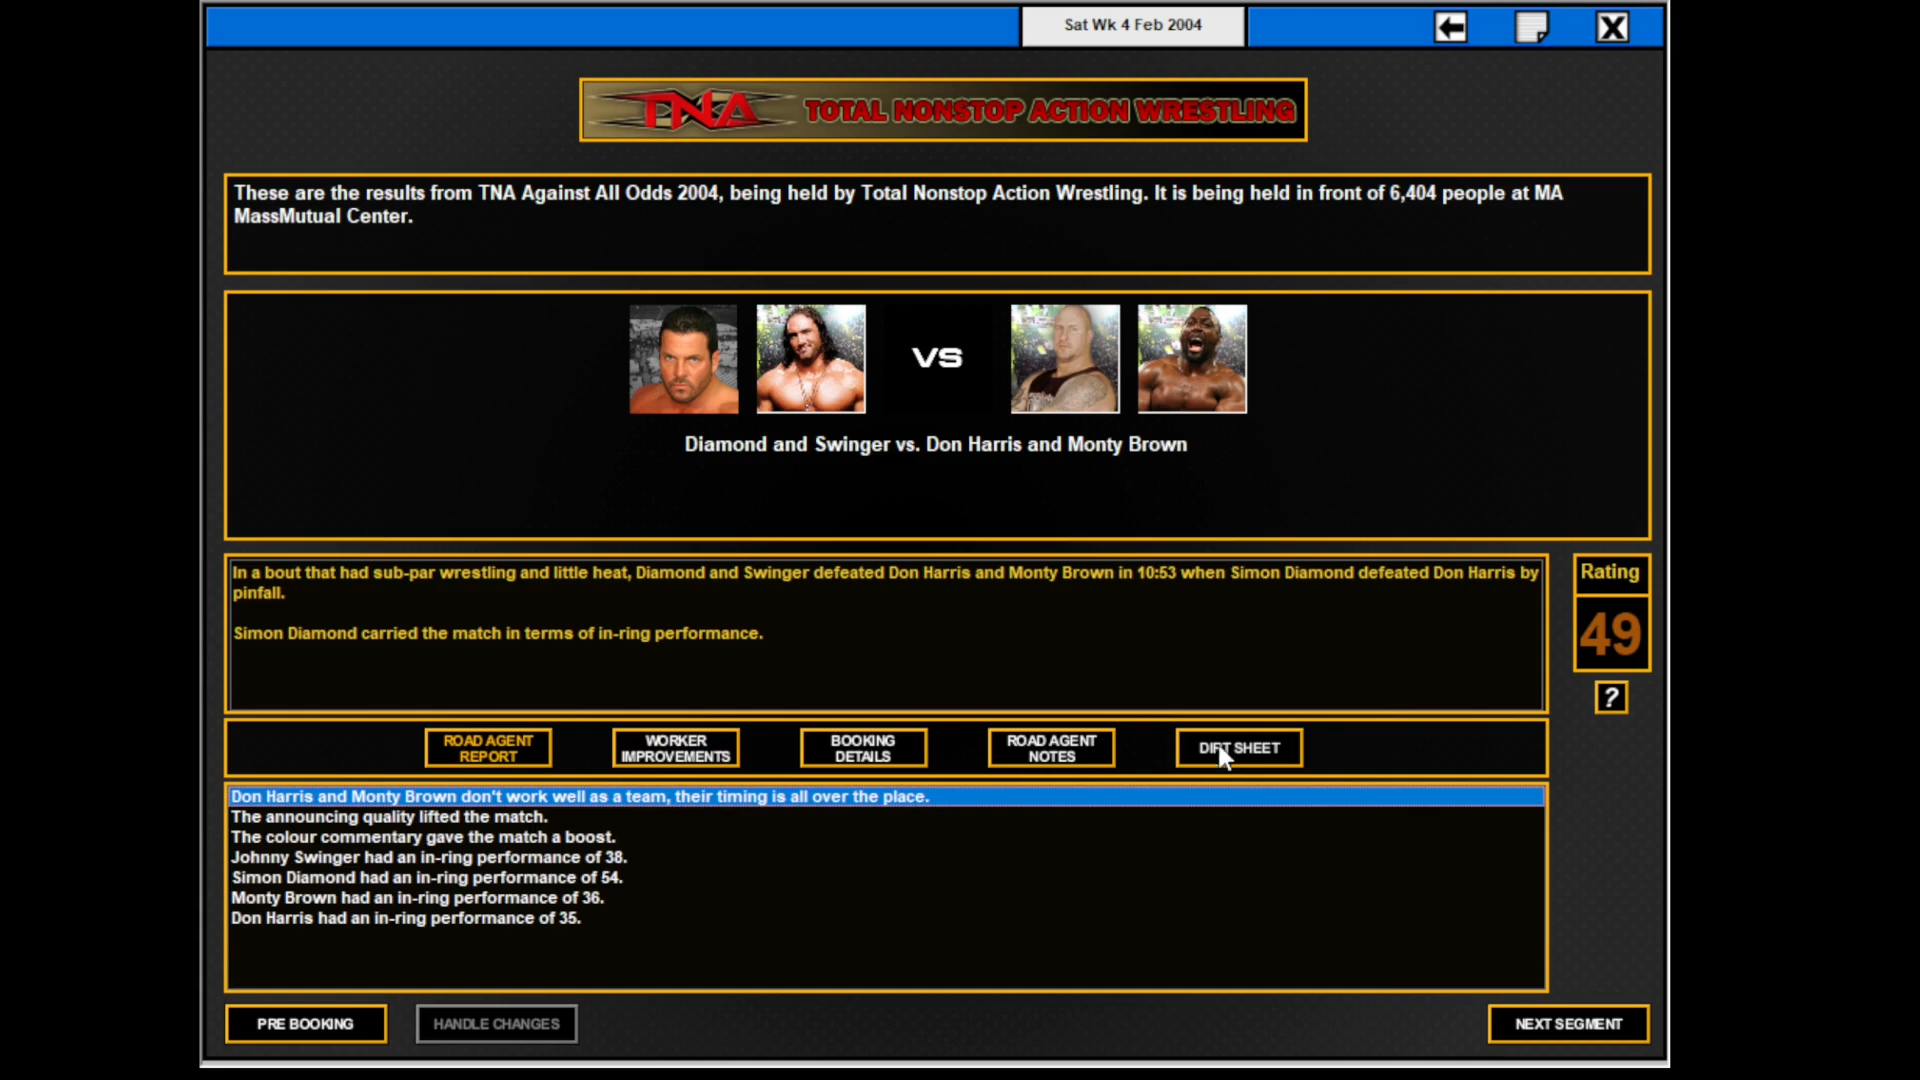 Sat Wk 4 Feb 2004
TNA TOTAL NONSTOP ACTION WRESTLING
These are the results from TNA Against All Odds 2004, being held by Total Nonstop Action Wrestling. It is being held in front of 6,404 people at MA
MassMutual Center.
VS
Diamond and Swinger vs. Don Harris and Monty Brown
In a bout that had sub-par wrestling and little heat, Diamond and Swinger defeated Don Harris and Monty Brown in 10:53 when Simon Diamond defeated Don Harris by
pinfall.
Simon Diamond carried the match in terms of in-ring performance.
Rating
49
?
ROAD AGENT
REPORT
WORKER
IMPROVEMENTS
BOOKING
DETAILS
ROAD AGENT
NOTES
DIRT SHEET
Don Harris and Monty Brown don't work well as a team, their timing is all over the place.
The announcing quality lifted the match.
The colour commentary gave the match a boost.
Johnny Swinger had an in-ring performance of 38.
Simon Diamond had an in-ring performance of 54.
Monty Brown had an in-ring performance of 36.
Don Harris had an in-ring performance of 35.
PRE BOOKING
HANDLE CHANGES
NEXT SEGMENT